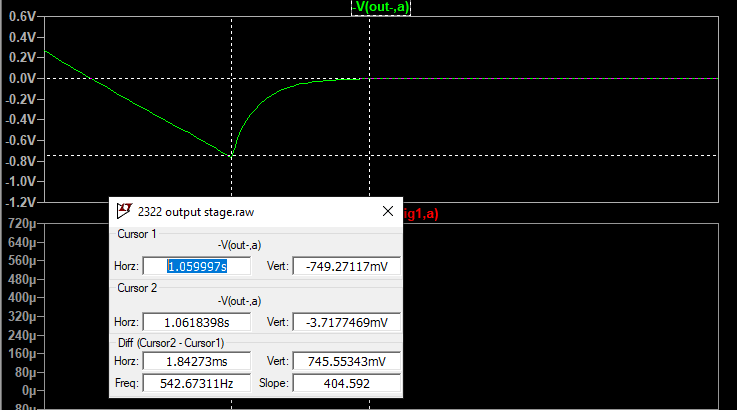 -V(out-,a)
0.6V
0.4V
0.2V
0.0V
-0.2V
-0.4V
-0.6V
-0.8V
-1.0V
-1.2V
ig1,a)
720µ
640µ
560µ
480µ
400µ
320µ
240µ
160µ
80µ
0µ
80µ
2322 output stage.raw
Cursor 1
-V(out-,a)
Horz: 1.059997s Vert: -749.27117mV
Cursor 2
-V(out-,a)
Horz: 1.0618398s Vert: -3.7177469mV
Diff (Cursor2 - Cursor1)
Horz: 1.84273ms Vert: 745.55343mV
Freq: 542.67311Hz Slope: 404.592